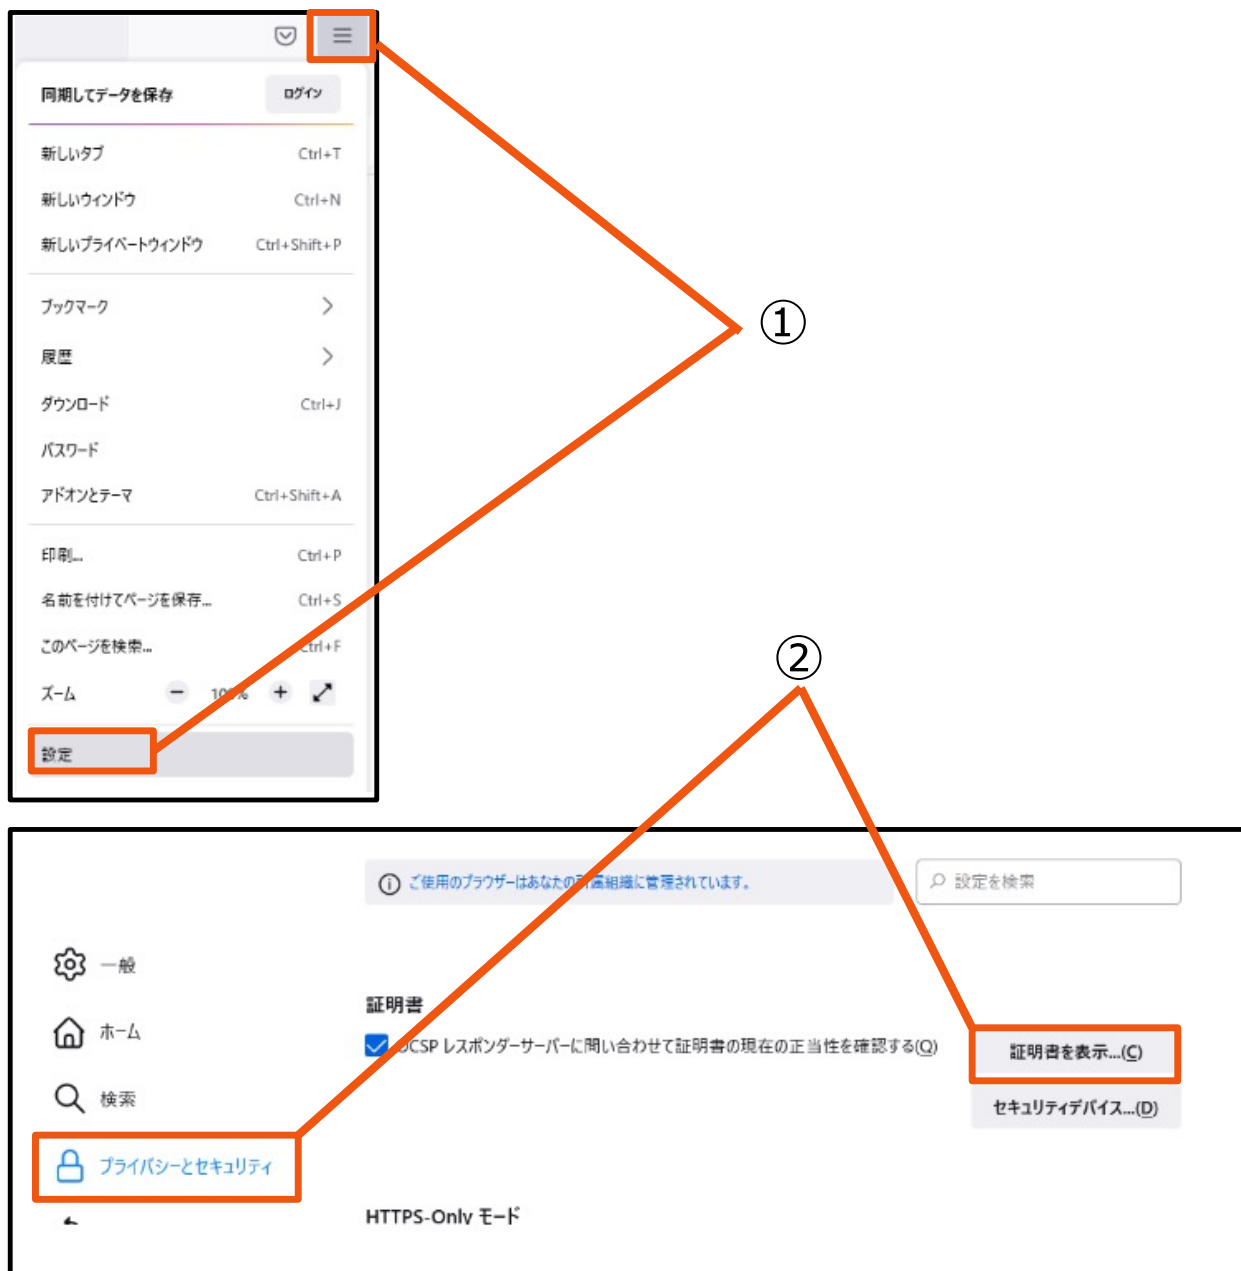 同期してデータを保存 ログイン
新しいタブ Ctrl+T
新しいウィンドウ Ctrl+N
新しいプライベートウィンドウ Ctrl+Shift+P
ブックマーク
履歴
ダウンロード Ctrl+J
パスワード
アドオンとテーマ Ctrl+Shift+A
印刷... Ctrl+P
名前を付けてページを保存... Ctrl+S
このページを検索... Ctrl+F
ズーム − 100% +
設定
①
②
ご使用のブラウザーはあなたの所属組織に管理されています。
設定を検索
一般
ホーム
検索
プライバシーとセキュリティ
証明書
OCSP レスポンダーサーバーに問い合わせて証明書の現在の正当性を確認する(Q)
証明書を表示...(C)
セキュリティデバイス...(D)
HTTPS-Only モード